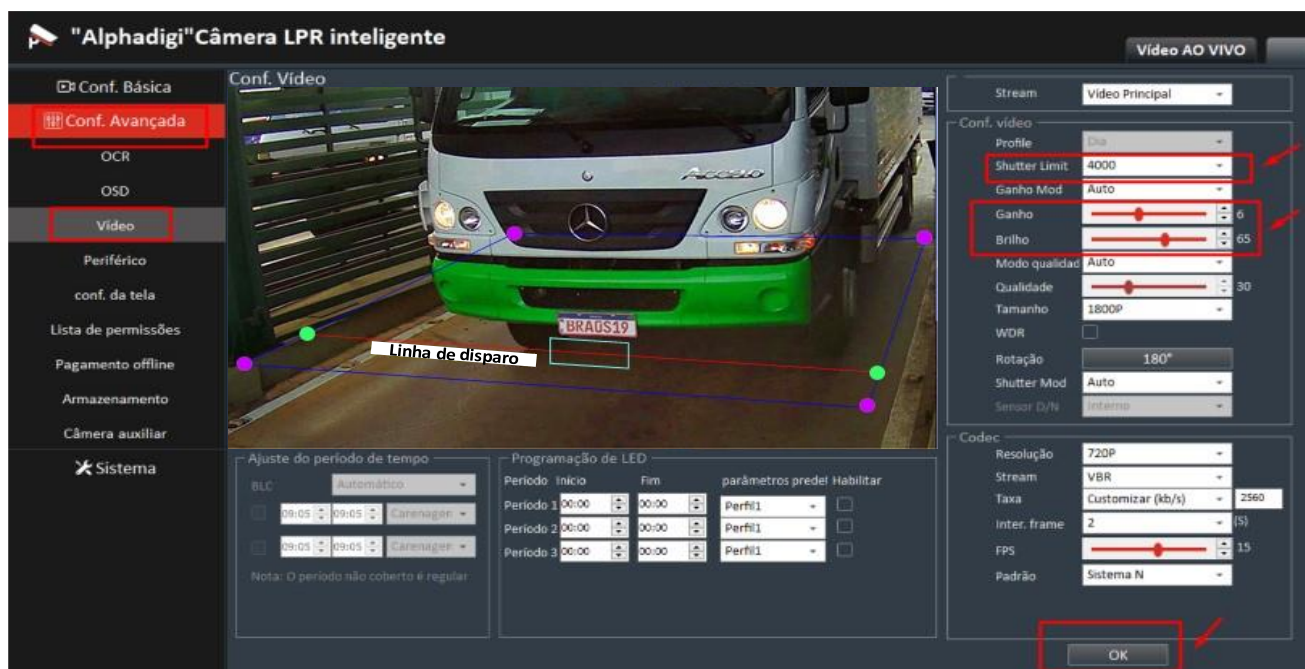 "Alphadigi"Câmera LPR inteligente
Vídeo AO VIVO
Conf. Básica
Conf. Avançada
OCR
OSD
Vídeo
Periférico
conf. da tela
Lista de permissões
Pagamento offline
Armazenamento
Câmera auxiliar
Sistema
Conf. Vídeo
Accelo
BRA0S19
Linha de disparo
Ajuste do período de tempo
BLC Automático
09:05 09:05 Carenagen
09:05 09:05 Carenagen
Nota: O período não coberto é regular
Programação de LED
Período Início Fim parâmetros predel Habilitar
Período 1 00:00 00:00 Perfil1
Período 2 00:00 00:00 Perfil1
Período 3 00:00 00:00 Perfil1
Stream Vídeo Principal
Conf. vídeo
Profile Dia
Shutter Limit 4000
Ganho Mod Auto
Ganho 6
Brilho 65
Modo qualidad Auto
Qualidade 30
Tamanho 1800P
WDR
Rotação 180°
Shutter Mod Auto
Sensor D/N Interno
Codec
Resolução 720P
Stream VBR
Taxa Customizar (kb/s) 2560
Inter. frame 2 (S)
FPS 15
Padrão Sistema N
OK